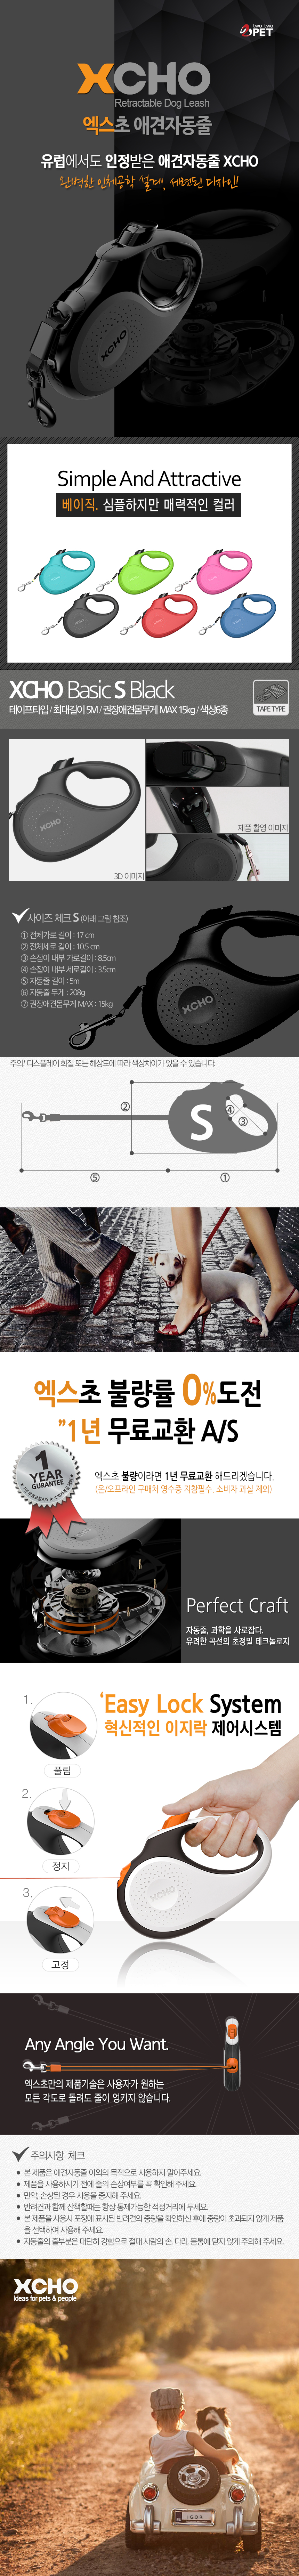 TWO TWO
PET
XCHO
Retractable Dog Leash
엑스초 애견자동줄
유럽에서도 인정받은 애견자동줄 XCHO
완벽한 인체공학 설계, 세련된 디자인!
XCHO
Simple And Attractive
베이직. 심플하지만 매력적인 컬러
XCHO Basic S Black
테이프타입 / 최대길이 5M / 권장애견몸무게 MAX 15kg / 색상6종
TAPE TYPE
XCHO
3D 이미지
제품 촬영 이미지
사이즈 체크 S (아래 그림 참조)
① 전체가로 길이 : 17 cm
② 전체세로 길이 : 10.5 cm
③ 손잡이 내부 가로길이 : 8.5cm
④ 손잡이 내부 세로길이 : 3.5cm
⑤ 자동줄 길이 : 5m
⑥ 자동줄 무게 : 208g
⑦ 권장애견몸무게 MAX : 15kg
XCHO
주의! 디스플레이 화질 또는 해상도에 따라 색상차이가 있을 수 있습니다.
②
S
④
③
⑤
①
엑스초 불량률 0%도전
"1년 무료교환 A/S
1
YEAR
GURANTEE
엑스초 불량이라면 1년 무료교환 해드리겠습니다.
(온/오프라인 구매처 영수증 지참필수. 소비자 과실 제외)
Perfect Craft
자동줄, 과학을 사로잡다.
유려한 곡선의 초정밀 테크놀로지
'Easy Lock System
혁신적인 이지락 제어시스템
1.
풀림
2.
정지
3.
고정
XCHO
Any Angle You Want.
엑스초만의 제품기술은 사용자가 원하는
모든 각도로 돌려도 줄이 엉키지 않습니다.
주의사항 체크
본 제품은 애견자동줄 이외의 목적으로 사용하지 말아주세요.
제품을 사용하시기 전에 줄의 손상여부를 꼭 확인해 주세요.
만약, 손상된 경우 사용을 중지해 주세요.
반려견과 함께 산책할때는 항상 통제가능한 적정거리에 두세요.
본 제품을 사용시 포장에 표시된 반려견의 중량을 확인하신 후에 중량이 초과되지 않게 제품
을 선택하여 사용해 주세요.
자동줄의 줄부분은 대단히 강함으로 절대 사람의 손, 다리, 몸통에 닿지 않게 주의해 주세요.
XCHO
Ideas for pets & people
IGOR